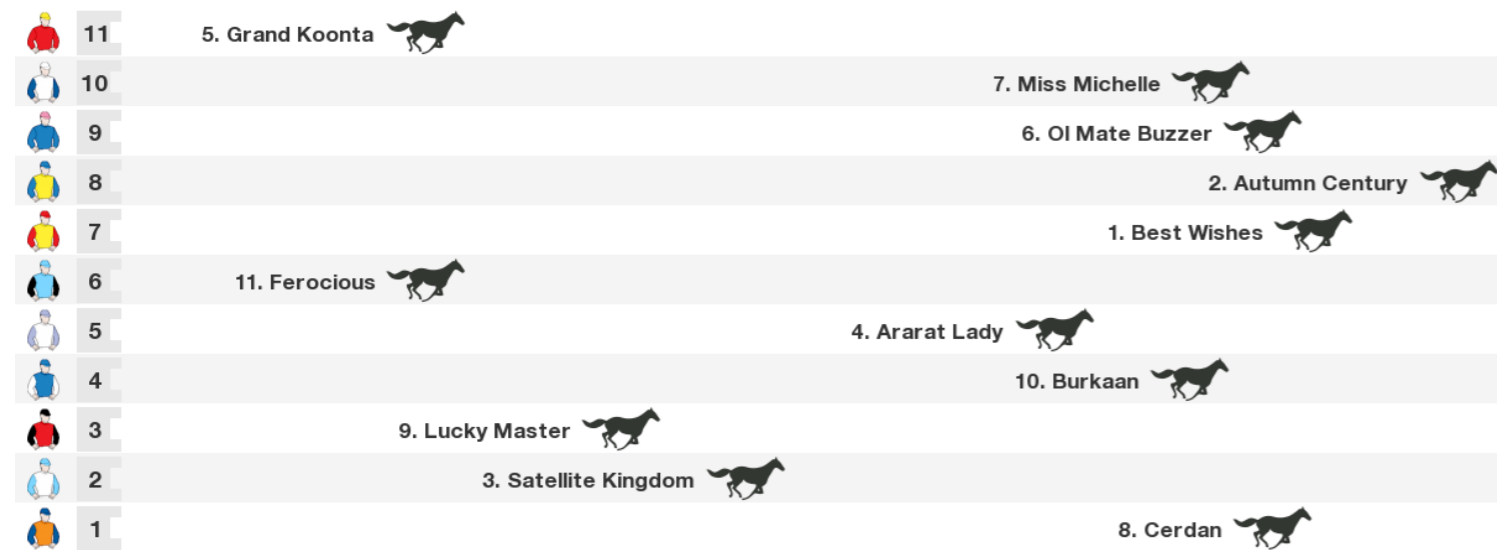 11 5. Grand Koonta
10 7. Miss Michelle
9 6. Ol Mate Buzzer
8 2. Autumn Century
7 1. Best Wishes
6 11. Ferocious
5 4. Ararat Lady
4 10. Burkaan
3 9. Lucky Master
2 3. Satellite Kingdom
1 8. Cerdan